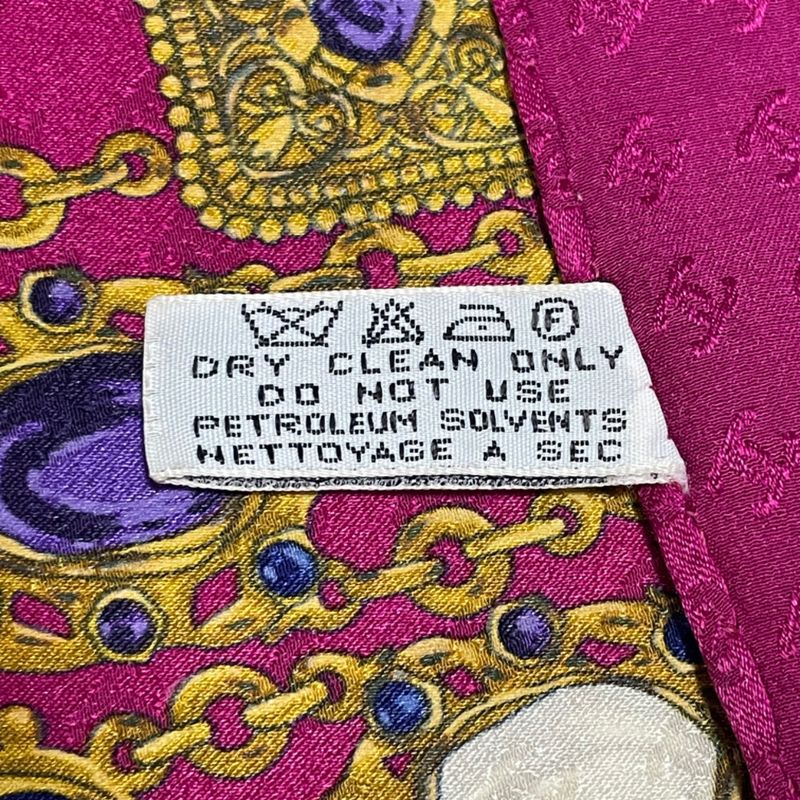 F
DRY CLEAN ONLY
DO NOT USE
PETROLEUM SOLVENTS
NETTOYAGE A SEC